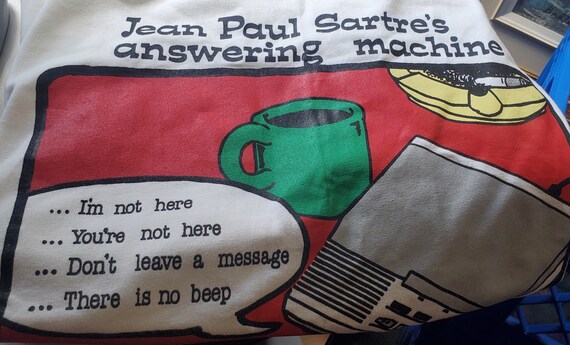 Jean Paul Sartre's
answering machine
... I'm not here
... You're not here
... Don't leave a message
... There is no beep